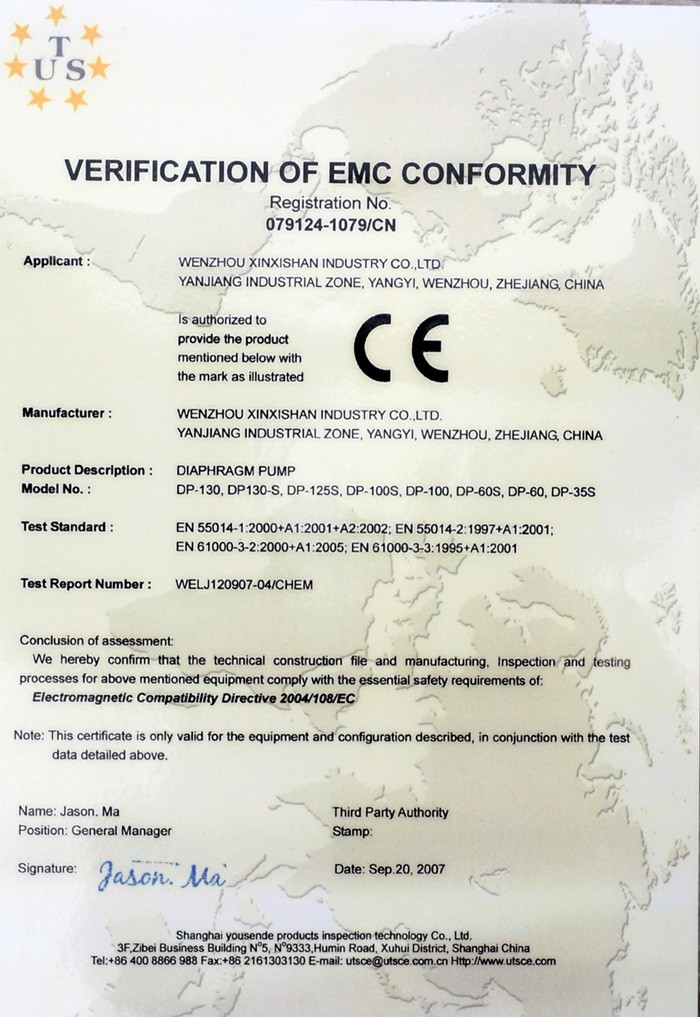 T
U S
VERIFICATION OF EMC CONFORMITY
Registration No.
079124-1079/CN
Applicant : WENZHOU XINXISHAN INDUSTRY CO.,LTD.
YANJIANG INDUSTRIAL ZONE, YANGYI, WENZHOU, ZHEJIANG, CHINA
Is authorized to
provide the product
mentioned below with
the mark as illustrated
CE
Manufacturer : WENZHOU XINXISHAN INDUSTRY CO.,LTD.
YANJIANG INDUSTRIAL ZONE, YANGYI, WENZHOU, ZHEJIANG, CHINA
Product Description : DIAPHRAGM PUMP
Model No. : DP-130, DP130-S, DP-125S, DP-100S, DP-100, DP-60S, DP-60, DP-35S
Test Standard : EN 55014-1:2000+A1:2001+A2:2002; EN 55014-2:1997+A1:2001;
EN 61000-3-2:2000+A1:2005; EN 61000-3-3:1995+A1:2001
Test Report Number : WELJ120907-04/CHEM
Conclusion of assessment:
We hereby confirm that the technical construction file and manufacturing, Inspection and testing
processes for above mentioned equipment comply with the essential safety requirements of:
Electromagnetic Compatibility Directive 2004/108/EC
Note: This certificate is only valid for the equipment and configuration described, in conjunction with the test
data detailed above.
Name: Jason. Ma Third Party Authority
Position: General Manager Stamp:
Signature: Jason. Ma Date: Sep.20, 2007
Shanghai yousende products inspection technology Co., Ltd.
3F,Zibei Business Building Nº5, Nº9333,Humin Road, Xuhui District, Shanghai China
Tel:+86 400 8866 988 Fax:+86 2161303130 E-mail: utsce@utsce.com.cn Http://www.utsce.com